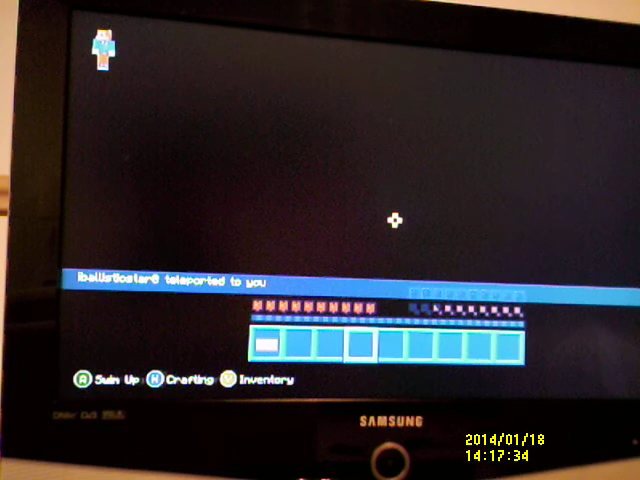 teleported to you
A Swim Up X Crafting Y Inventory
SAMSUNG
2014/01/18
14:17:34